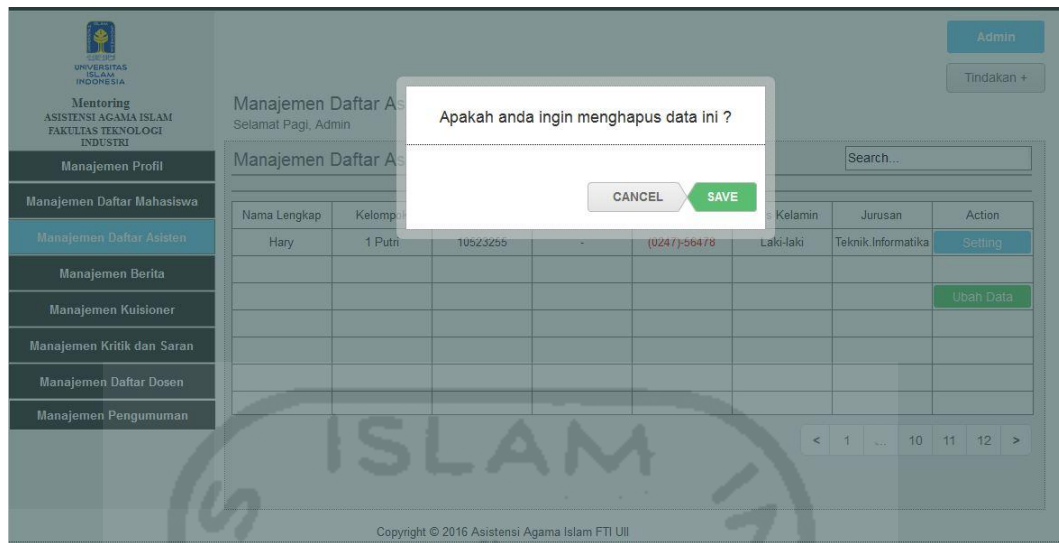 UNIVERSITAS
ISLAM
INDONESIA
Mentoring
ASISTENSI AGAMA ISLAM
FAKULTAS TEKNOLOGI
INDUSTRI
Manajemen Profil
Manajemen Daftar Mahasiswa
Manajemen Daftar Asisten
Manajemen Berita
Manajemen Kuisioner
Manajemen Kritik dan Saran
Manajemen Daftar Dosen
Manajemen Pengumuman
Admin
Tindakan +
Manajemen Daftar As
Selamat Pagi, Admin
Apakah anda ingin menghapus data ini ?
CANCEL SAVE
Manajemen Daftar As
Search...
Nama Lengkap Kelompo s Kelamin Jurusan Action
Hary 1 Putri 10523255 - (0247)-56478 Laki-laki Teknik.Informatika Setting
Ubah Data
< 1 ... 10 11 12 >
ISLAM
Copyright © 2016 Asistensi Agama Islam FTI UII